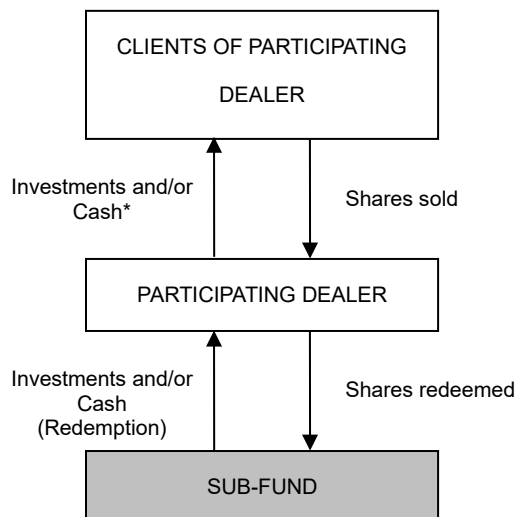 CLIENTS OF PARTICIPATING
DEALER
Investments and/or
Cash*
Shares sold
PARTICIPATING DEALER
Investments and/or
Cash
(Redemption)
Shares redeemed
SUB-FUND